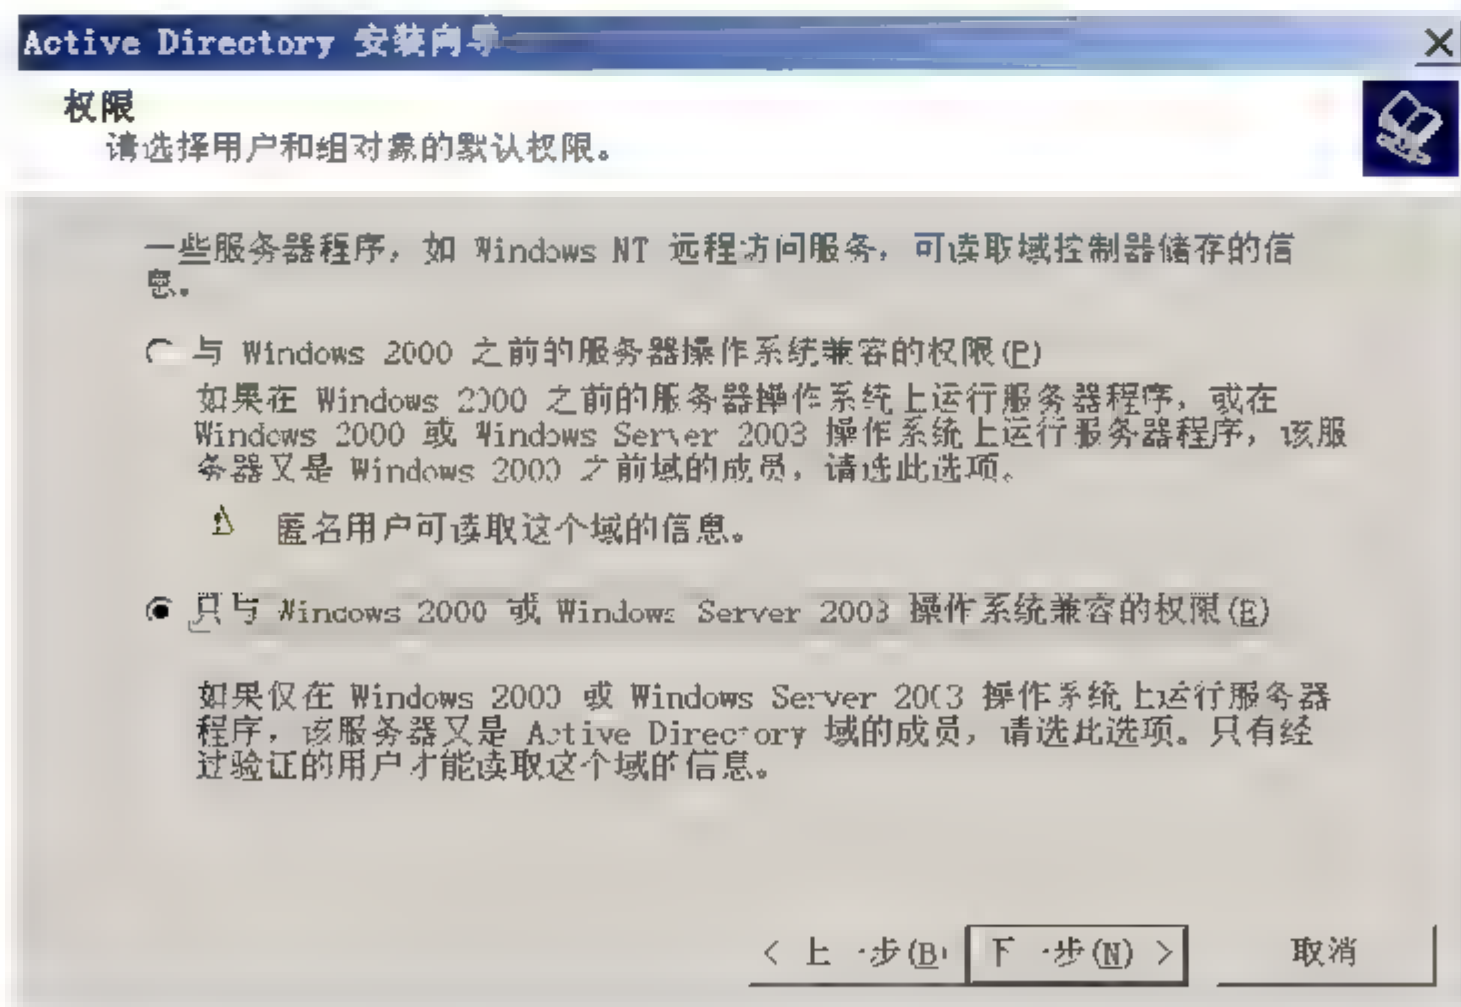 Active Directory 安装向导
权限
请选择用户和组对象的默认权限。
一些服务器程序，如 Windows NT 远程访问服务，可读取域控制器储存的信
息。
与 Windows 2000 之前的服务器操作系统兼容的权限(P)
如果在 Windows 2000 之前的服务器操作系统上运行服务器程序，或在
Windows 2000 或 Windows Server 2003 操作系统上运行服务器程序，该服
务器又是 Windows 2000 之前域的成员，请选此选项。
匿名用户可读取这个域的信息。
只与 Windows 2000 或 Windows Server 2003 操作系统兼容的权限(E)
如果仅在 Windows 2000 或 Windows Server 2003 操作系统上运行服务器
程序，该服务器又是 Active Directory 域的成员，请选此选项。只有经
过验证的用户才能读取这个域的信息。
< 上一步(B) 下一步(N) > 取消